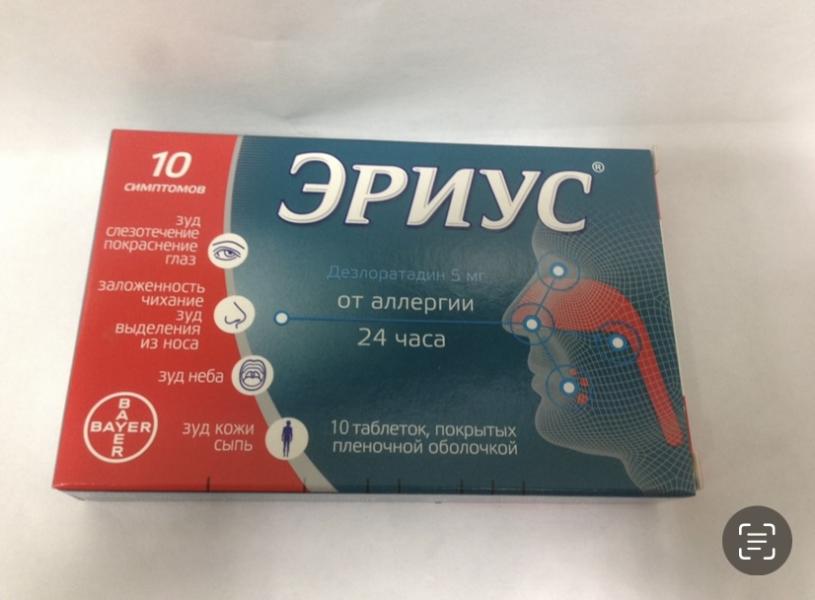 10
симптомов
зуд
слезотечение
покраснение
глаз
заложенность
чихание
зуд
выделения
из носа
зуд неба
зуд кожи
сыпь
BAYER
BAYER
ЭРИУС®
Дезлоратадин 5 мг
от аллергии
24 часа
10 таблеток, покрытых
пленочной оболочкой